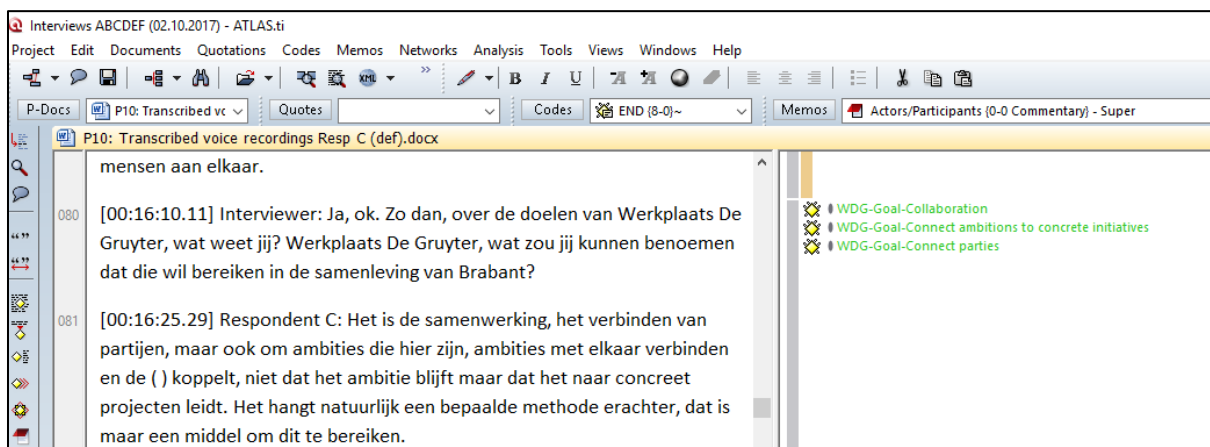 Interviews ABCDEF (02.10.2017) - ATLAS.ti
Project Edit Documents Quotations Codes Memos Networks Analysis Tools Views Windows Help
XML » B I U A A
P-Docs P10: Transcribed vc Quotes Codes END {8-0}~ Memos Actors/Participants {0-0 Commentary} - Super
P10: Transcribed voice recordings Resp C (def).docx
mensen aan elkaar.
080 [00:16:10.11] Interviewer: Ja, ok. Zo dan, over de doelen van Werkplaats De
Gruyter, wat weet jij? Werkplaats De Gruyter, wat zou jij kunnen benoemen
dat die wil bereiken in de samenleving van Brabant?
WDG-Goal-Collaboration
WDG-Goal-Connect ambitions to concrete initiatives
WDG-Goal-Connect parties
081 [00:16:25.29] Respondent C: Het is de samenwerking, het verbinden van
partijen, maar ook om ambities die hier zijn, ambities met elkaar verbinden
en de ( ) koppelt, niet dat het ambitie blijft maar dat het naar concreet
projecten leidt. Het hangt natuurlijk een bepaalde methode erachter, dat is
maar een middel om dit te bereiken.